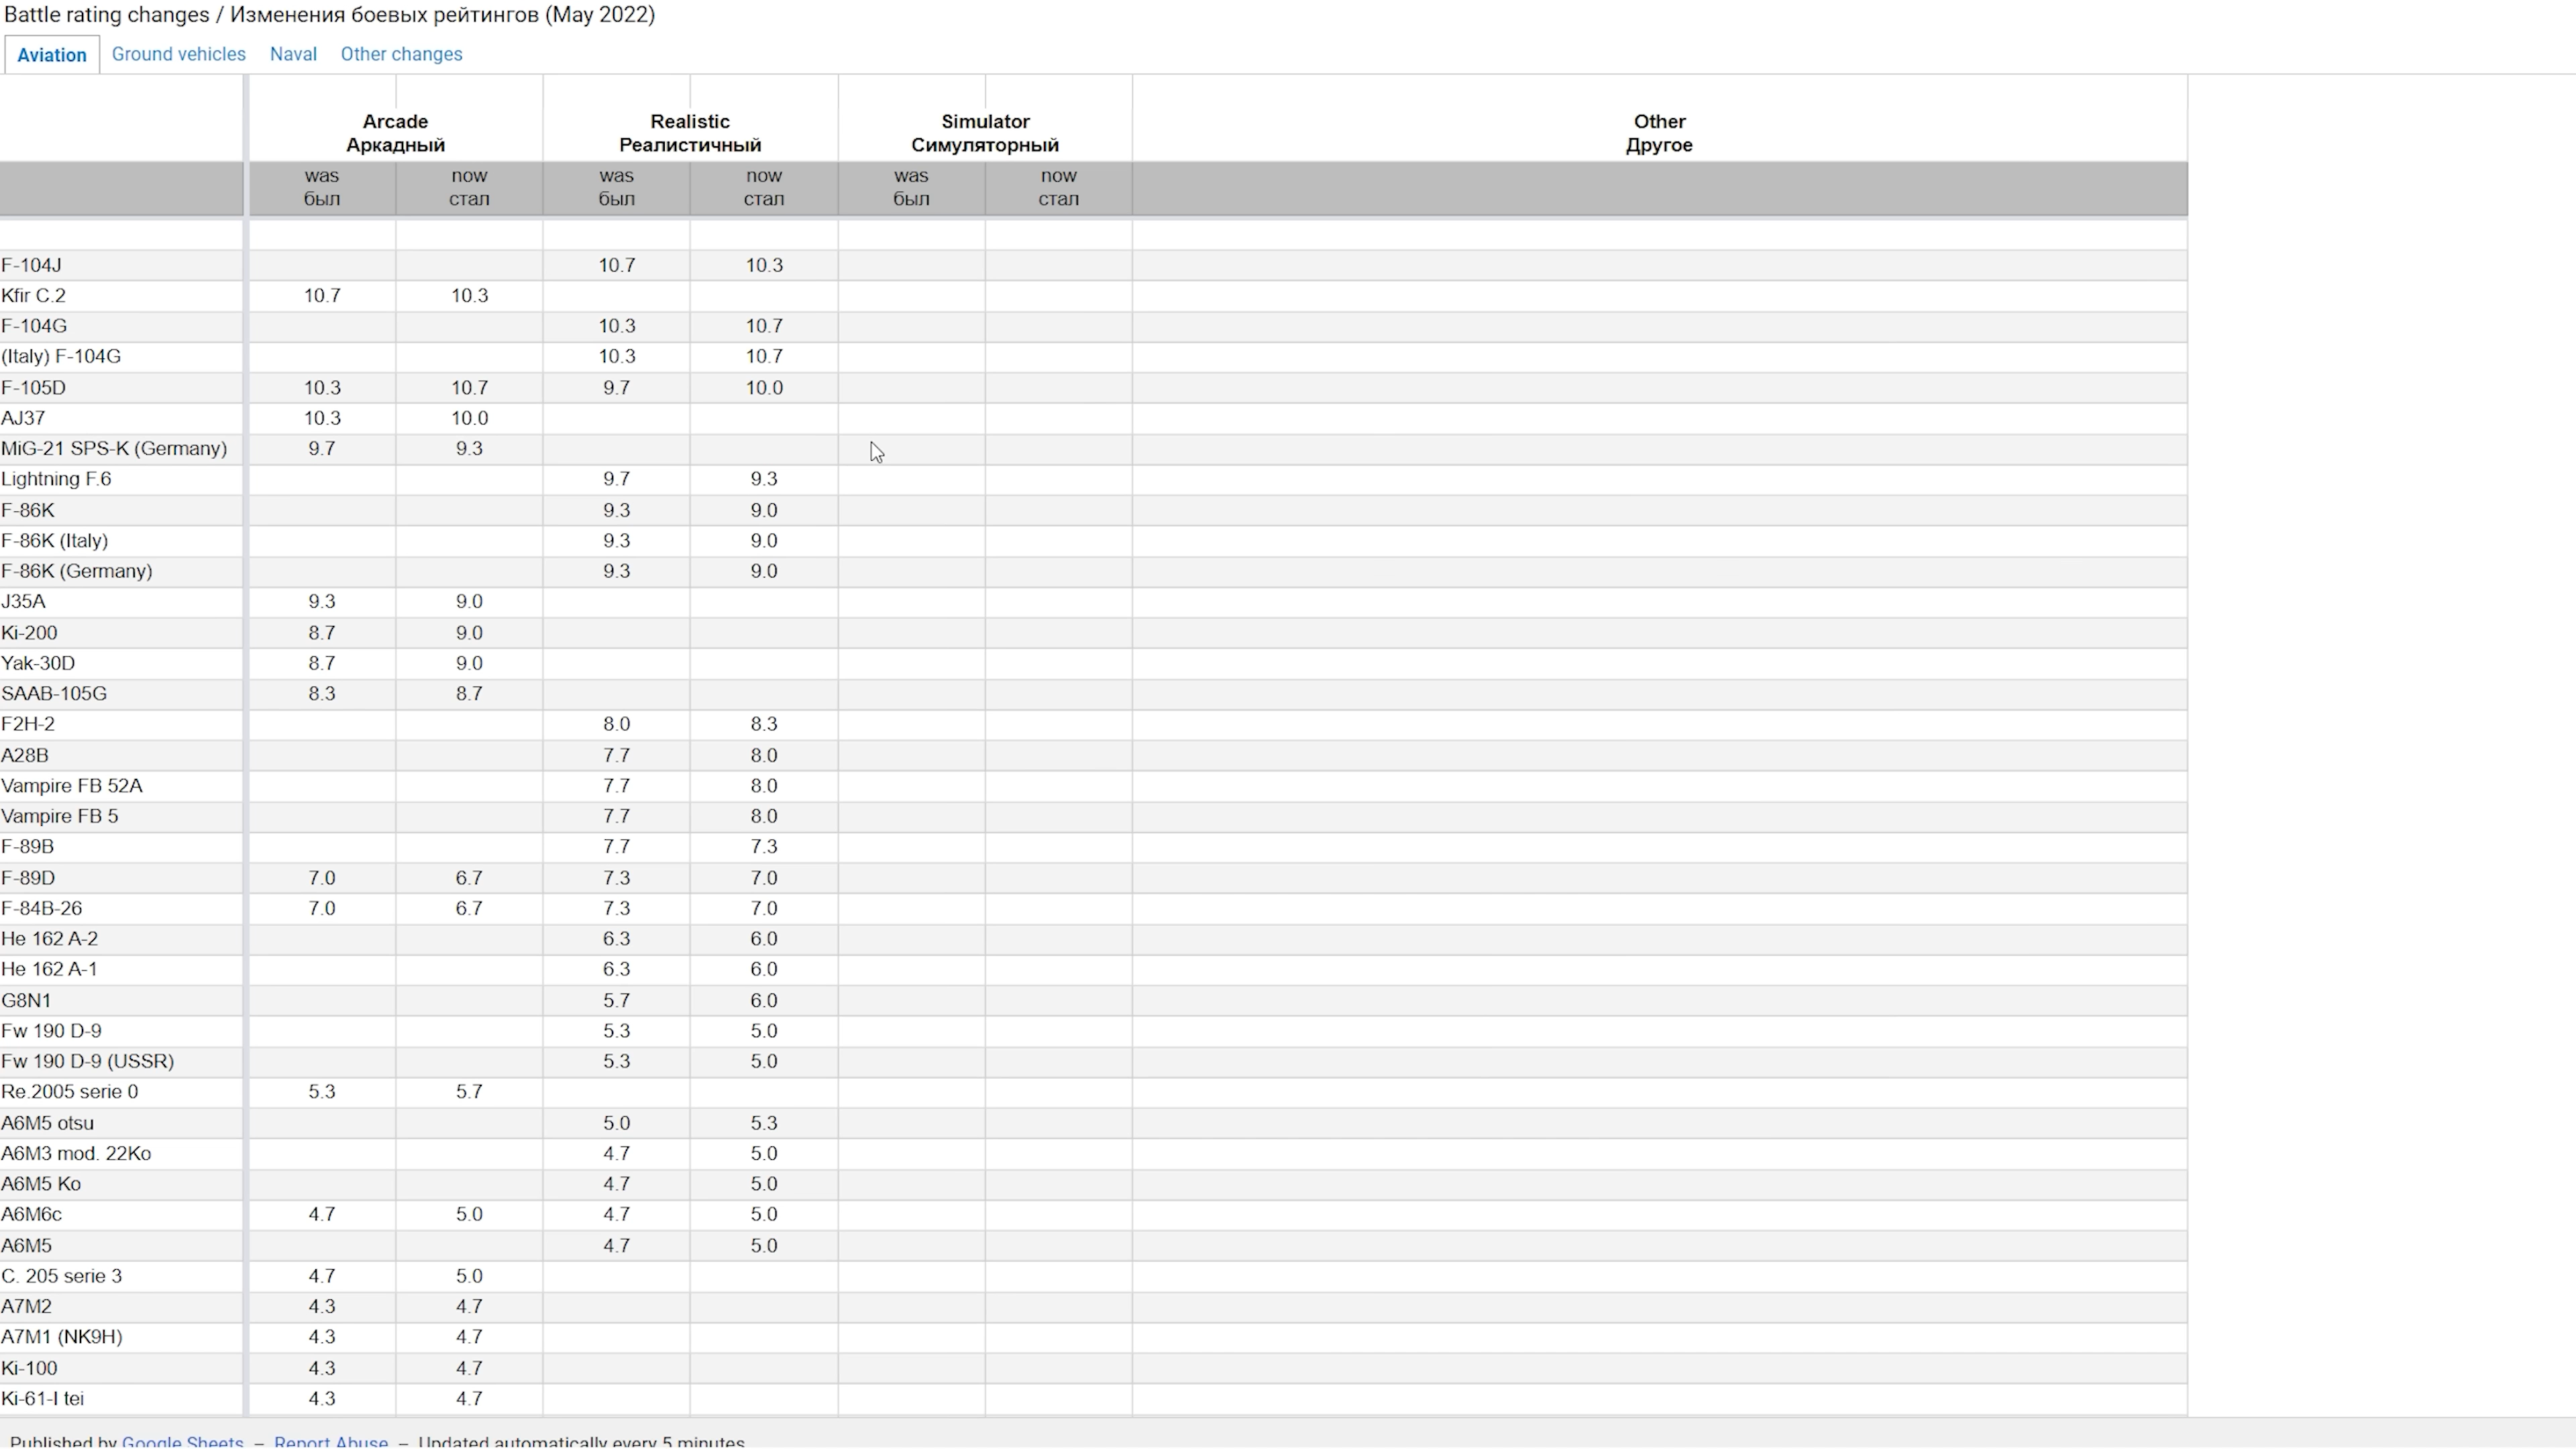 Battle rating changes / Изменения боевых рейтингов (May 2022)
Aviation Ground vehicles Naval Other changes
Arcade Realistic Simulator Other
Аркадный Реалистичный Симуляторный Другое
was now was now was now
был стал был стал был стал
F-104J 10.7 10.3
Kfir C.2 10.7 10.3
F-104G 10.3 10.7
(Italy) F-104G 10.3 10.7
F-105D 10.3 10.7 9.7 10.0
AJ37 10.3 10.0
MiG-21 SPS-K (Germany) 9.7 9.3
Lightning F.6 9.7 9.3
F-86K 9.3 9.0
F-86K (Italy) 9.3 9.0
F-86K (Germany) 9.3 9.0
J35A 9.3 9.0
Ki-200 8.7 9.0
Yak-30D 8.7 9.0
SAAB-105G 8.3 8.7
F2H-2 8.0 8.3
A28B 7.7 8.0
Vampire FB 52A 7.7 8.0
Vampire FB 5 7.7 8.0
F-89B 7.7 7.3
F-89D 7.0 6.7 7.3 7.0
F-84B-26 7.0 6.7 7.3 7.0
He 162 A-2 6.3 6.0
He 162 A-1 6.3 6.0
G8N1 5.7 6.0
Fw 190 D-9 5.3 5.0
Fw 190 D-9 (USSR) 5.3 5.0
Re.2005 serie 0 5.3 5.7
A6M5 otsu 5.0 5.3
A6M3 mod. 22Ko 4.7 5.0
A6M5 Ko 4.7 5.0
A6M6c 4.7 5.0 4.7 5.0
A6M5 4.7 5.0
C. 205 serie 3 4.7 5.0
A7M2 4.3 4.7
A7M1 (NK9H) 4.3 4.7
Ki-100 4.3 4.7
Ki-61-I tei 4.3 4.7
Published by Google Sheets – Report Abuse – Updated automatically every 5 minutes